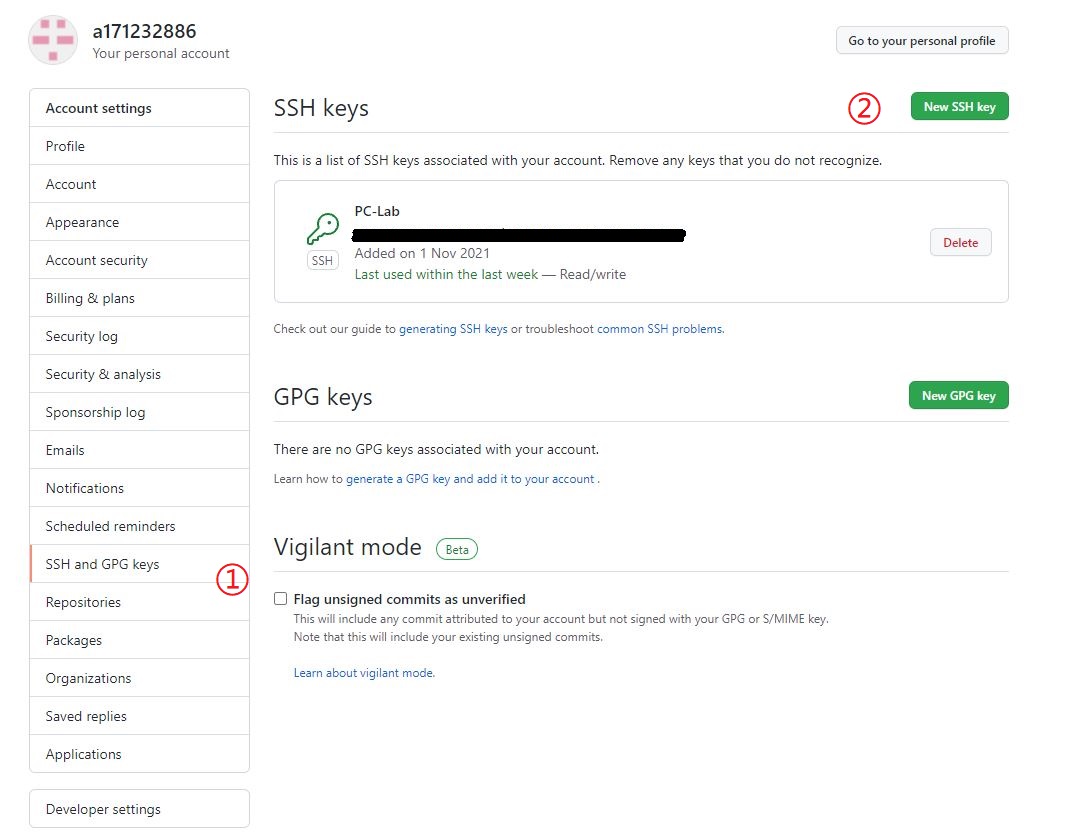 a171232886
Your personal account
Go to your personal profile
Account settings
Profile
Account
Appearance
Account security
Billing & plans
Security log
Security & analysis
Sponsorship log
Emails
Notifications
Scheduled reminders
SSH and GPG keys
①
Repositories
Packages
Organizations
Saved replies
Applications
Developer settings
SSH keys
②
New SSH key
This is a list of SSH keys associated with your account. Remove any keys that you do not recognize.
PC-Lab
SSH
Added on 1 Nov 2021
Last used within the last week — Read/write
Delete
Check out our guide to generating SSH keys or troubleshoot common SSH problems.
GPG keys
New GPG key
There are no GPG keys associated with your account.
Learn how to generate a GPG key and add it to your account .
Vigilant mode
Beta
Flag unsigned commits as unverified
This will include any commit attributed to your account but not signed with your GPG or S/MIME key.
Note that this will include your existing unsigned commits.
Learn about vigilant mode.